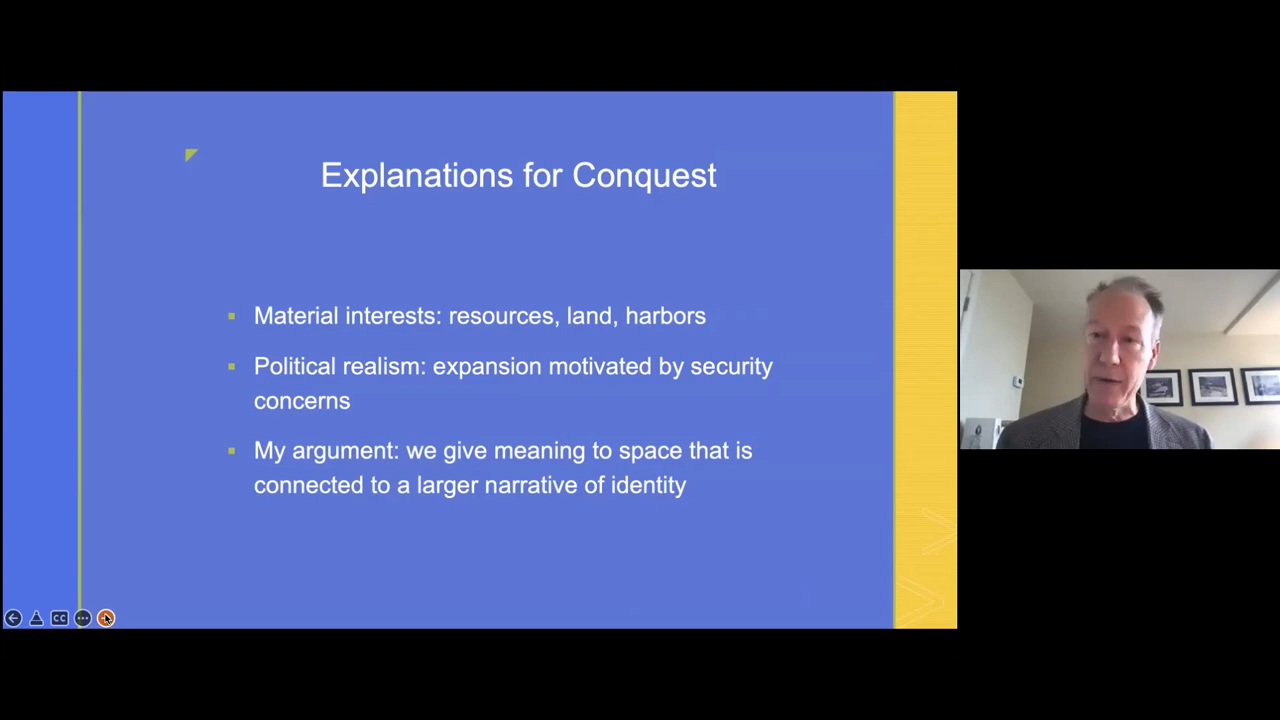 Explanations for Conquest
Material interests: resources, land, harbors
Political realism: expansion motivated by security
concerns
My argument: we give meaning to space that is
connected to a larger narrative of identity
CC